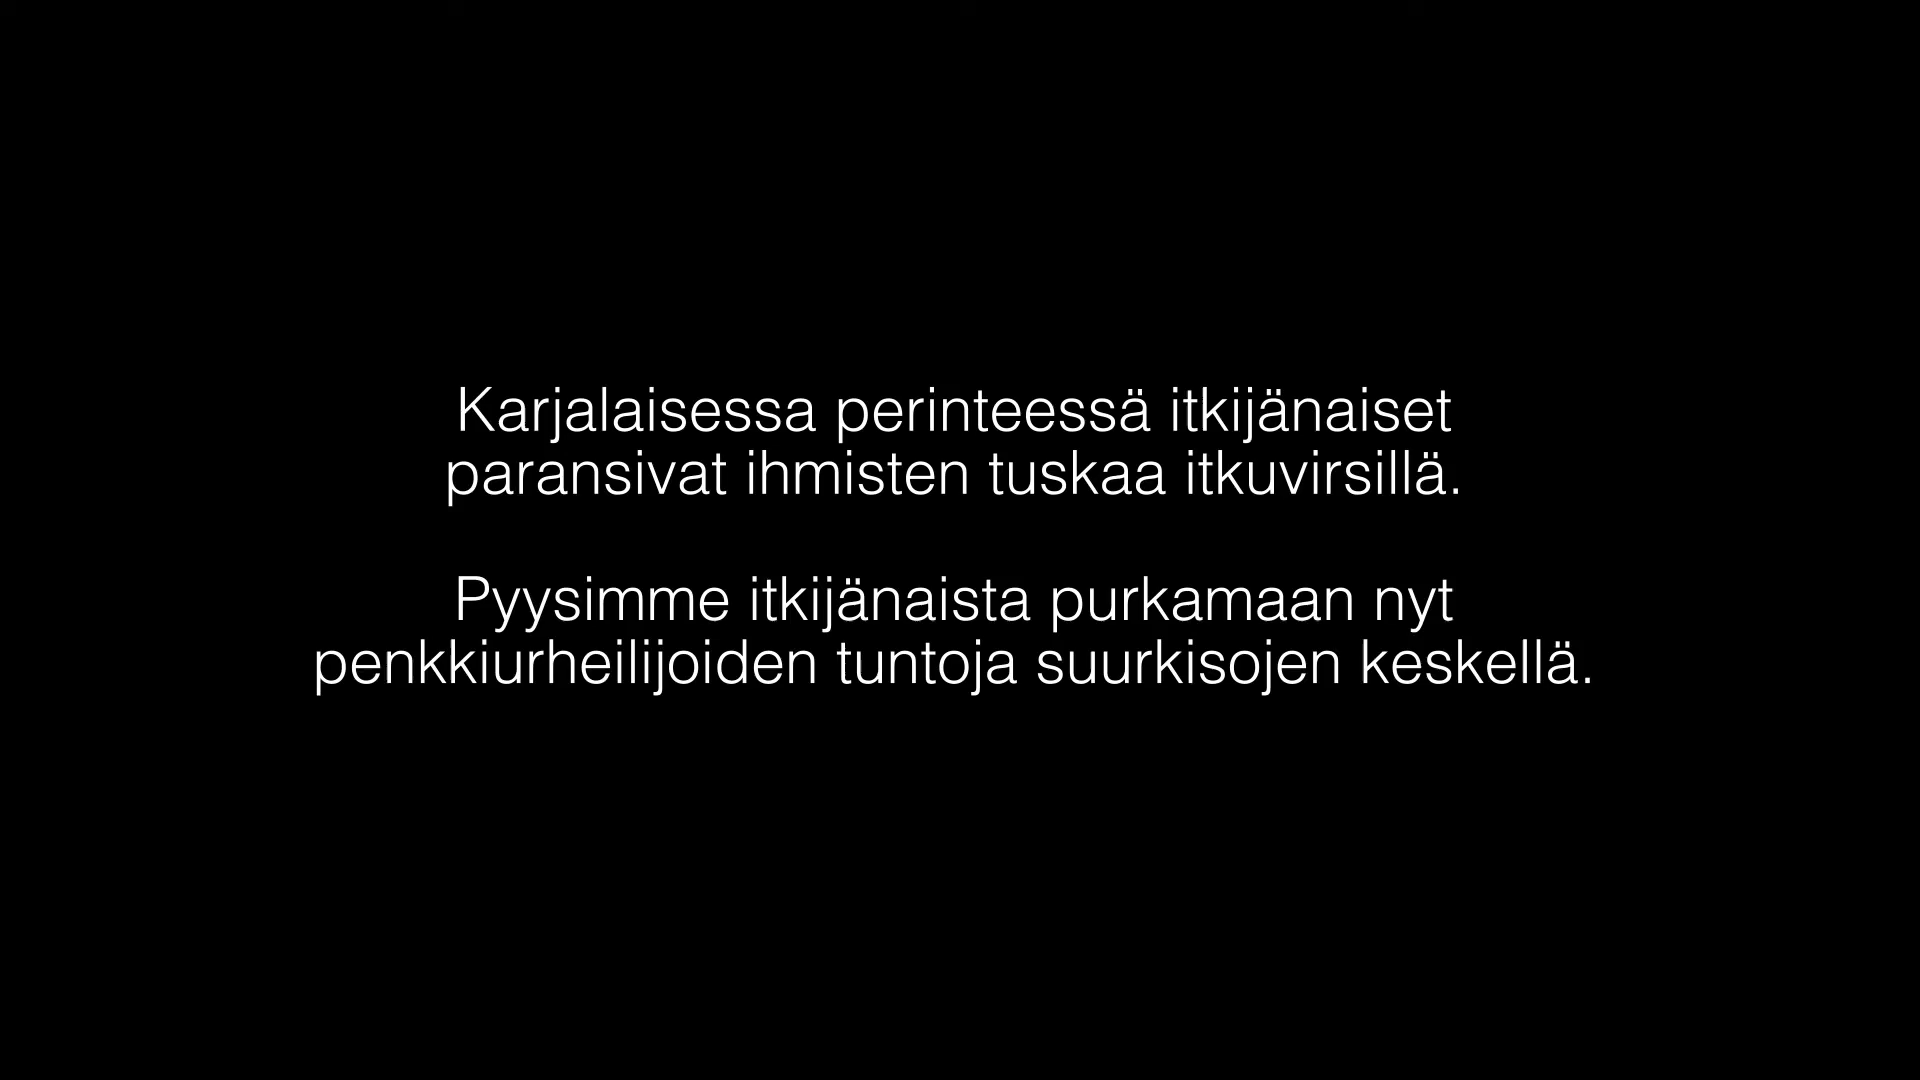 Karjalaisessa perinteessä itkijänaiset
paransivat ihmisten tuskaa itkuvirsillä.
Pyysimme itkijänaista purkamaan nyt
penkkiurheilijoiden tuntoja suurkisojen keskellä.